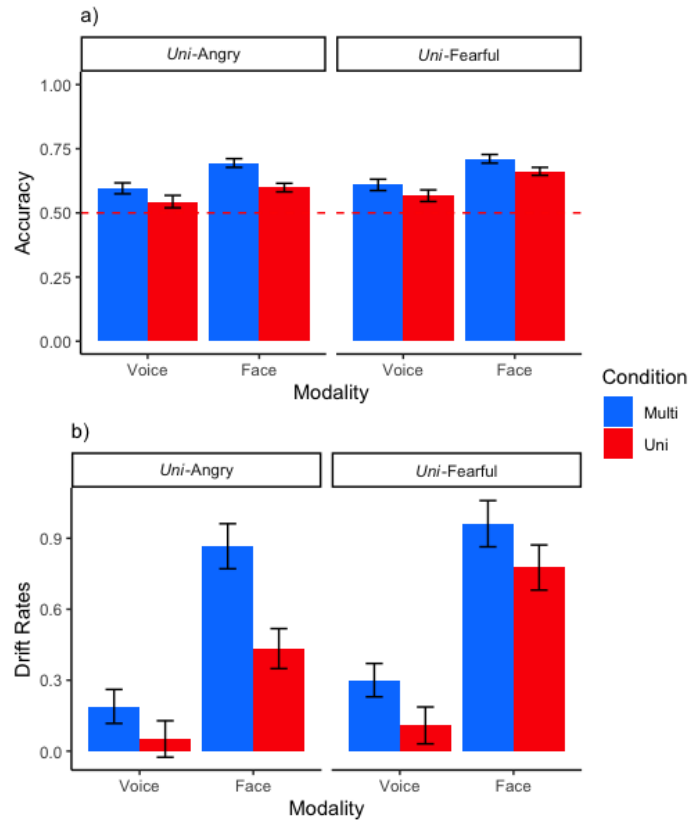 a)
Uni-Angry
Uni-Fearful
1.00
0.75
0.50
0.25
0.00
Accuracy
Voice
Face
Voice
Face
Modality
Condition
Multi
Uni
b)
Uni-Angry
Uni-Fearful
0.9
0.6
0.3
0.0
Drift Rates
Voice
Face
Voice
Face
Modality